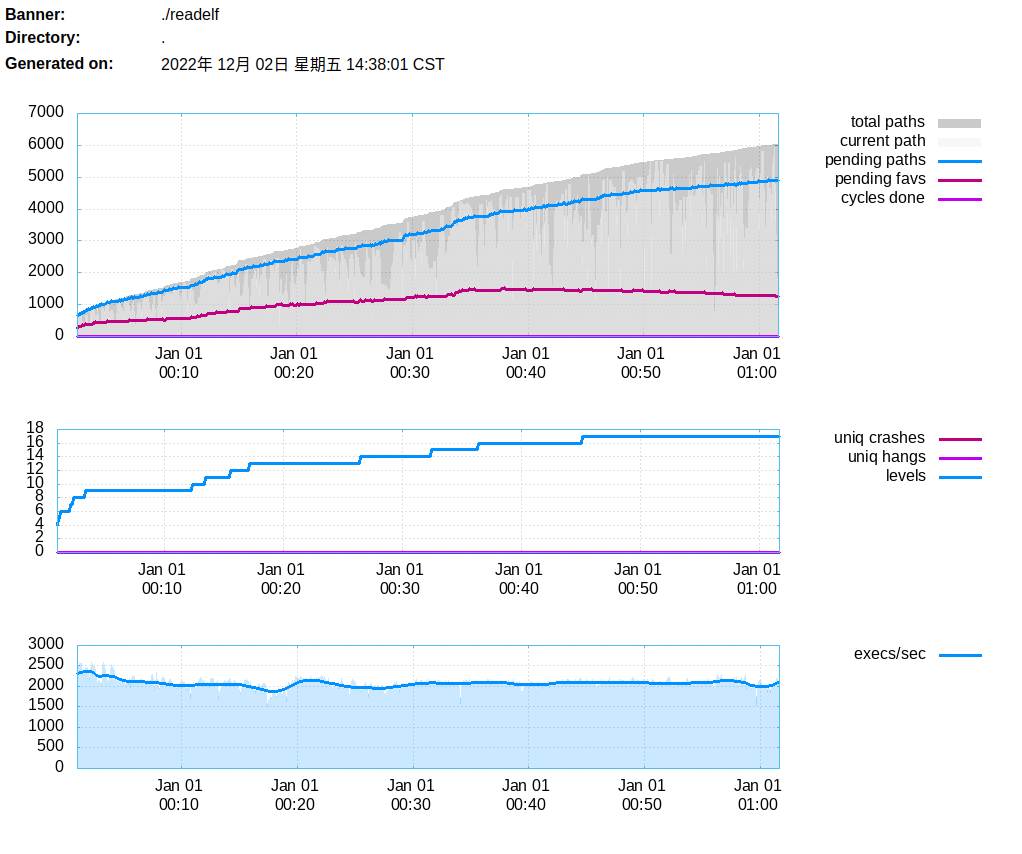 Banner: ./readelf
Directory: .
Generated on: 2022年 12月 02日 星期五 14:38:01 CST
7000
6000
5000
4000
3000
2000
1000
0
Jan 01 Jan 01 Jan 01 Jan 01 Jan 01 Jan 01
00:10 00:20 00:30 00:40 00:50 01:00
total paths
current path
pending paths
pending favs
cycles done
18
16
14
12
10
8
6
4
2
0
Jan 01 Jan 01 Jan 01 Jan 01 Jan 01 Jan 01
00:10 00:20 00:30 00:40 00:50 01:00
uniq crashes
uniq hangs
levels
3000
2500
2000
1500
1000
500
0
Jan 01 Jan 01 Jan 01 Jan 01 Jan 01 Jan 01
00:10 00:20 00:30 00:40 00:50 01:00
execs/sec